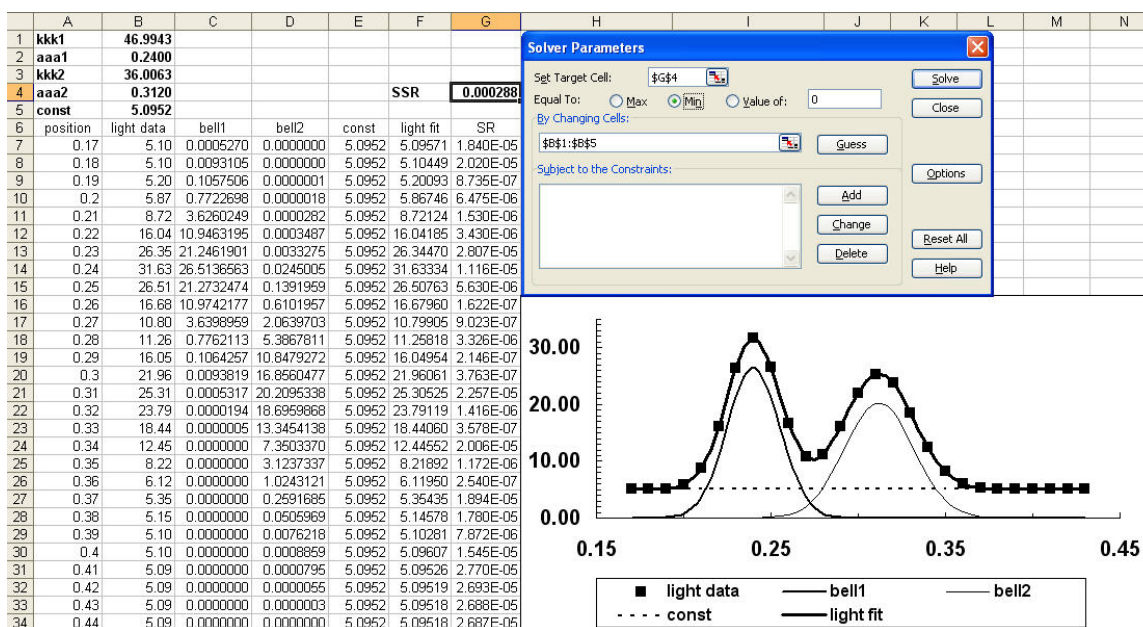 A B C D E F G H I J K L M N
1 kkk1 46.9943
2 aaa1 0.2400
3 kkk2 36.0063
4 aaa2 0.3120 SSR 0.000288
5 const 5.0952
6 position light data bell1 bell2 const light fit SR
7 0.17 5.10 0.0005270 0.0000000 5.0952 5.09571 1.840E-05
8 0.18 5.10 0.0093105 0.0000000 5.0952 5.10449 2.020E-05
9 0.19 5.20 0.1057506 0.0000001 5.0952 5.20093 8.735E-07
10 0.2 5.87 0.7722698 0.0000018 5.0952 5.86746 6.475E-06
11 0.21 8.72 3.6260249 0.0000282 5.0952 8.72124 1.530E-06
12 0.22 16.04 10.9463195 0.0003487 5.0952 16.04185 3.430E-06
13 0.23 26.35 21.2461901 0.0033275 5.0952 26.34470 2.807E-05
14 0.24 31.63 26.5136563 0.0245005 5.0952 31.63334 1.116E-05
15 0.25 26.51 21.2732474 0.1391959 5.0952 26.50763 5.630E-06
16 0.26 16.68 10.9742177 0.6101957 5.0952 16.67960 1.622E-07
17 0.27 10.80 3.6398959 2.0639703 5.0952 10.79905 9.023E-07
18 0.28 11.26 0.7762113 5.3867811 5.0952 11.25818 3.326E-06
19 0.29 16.05 0.1064257 10.8479272 5.0952 16.04954 2.146E-07
20 0.3 21.96 0.0093819 16.8560477 5.0952 21.96061 3.763E-07
21 0.31 25.31 0.0005317 20.2095338 5.0952 25.30525 2.257E-05
22 0.32 23.79 0.0000194 18.6959868 5.0952 23.79119 1.416E-06
23 0.33 18.44 0.0000005 13.3454138 5.0952 18.44060 3.578E-07
24 0.34 12.45 0.0000000 7.3503370 5.0952 12.44552 2.006E-05
25 0.35 8.22 0.0000000 3.1237337 5.0952 8.21892 1.172E-06
26 0.36 6.12 0.0000000 1.0243121 5.0952 6.11950 2.540E-07
27 0.37 5.35 0.0000000 0.2591685 5.0952 5.35435 1.894E-05
28 0.38 5.15 0.0000000 0.0505969 5.0952 5.14578 1.780E-05
29 0.39 5.10 0.0000000 0.0076218 5.0952 5.10281 7.872E-06
30 0.4 5.10 0.0000000 0.0008859 5.0952 5.09607 1.545E-05
31 0.41 5.09 0.0000000 0.0000795 5.0952 5.09526 2.770E-05
32 0.42 5.09 0.0000000 0.0000055 5.0952 5.09519 2.693E-05
33 0.43 5.09 0.0000000 0.0000003 5.0952 5.09518 2.688E-05
34 0.44 5.09 0.0000000 0.0000000 5.0952 5.09518 2.687E-05
Solver Parameters
Set Target Cell: $G$4 Solve
Equal To: Max Min Value of: 0 Close
By Changing Cells:
$B$1:$B$5 Guess
Subject to the Constraints: Options
Add
Change
Reset All
Delete
Help
30.00
20.00
10.00
0.00
0.15 0.25 0.35 0.45
light data bell1 bell2
const light fit